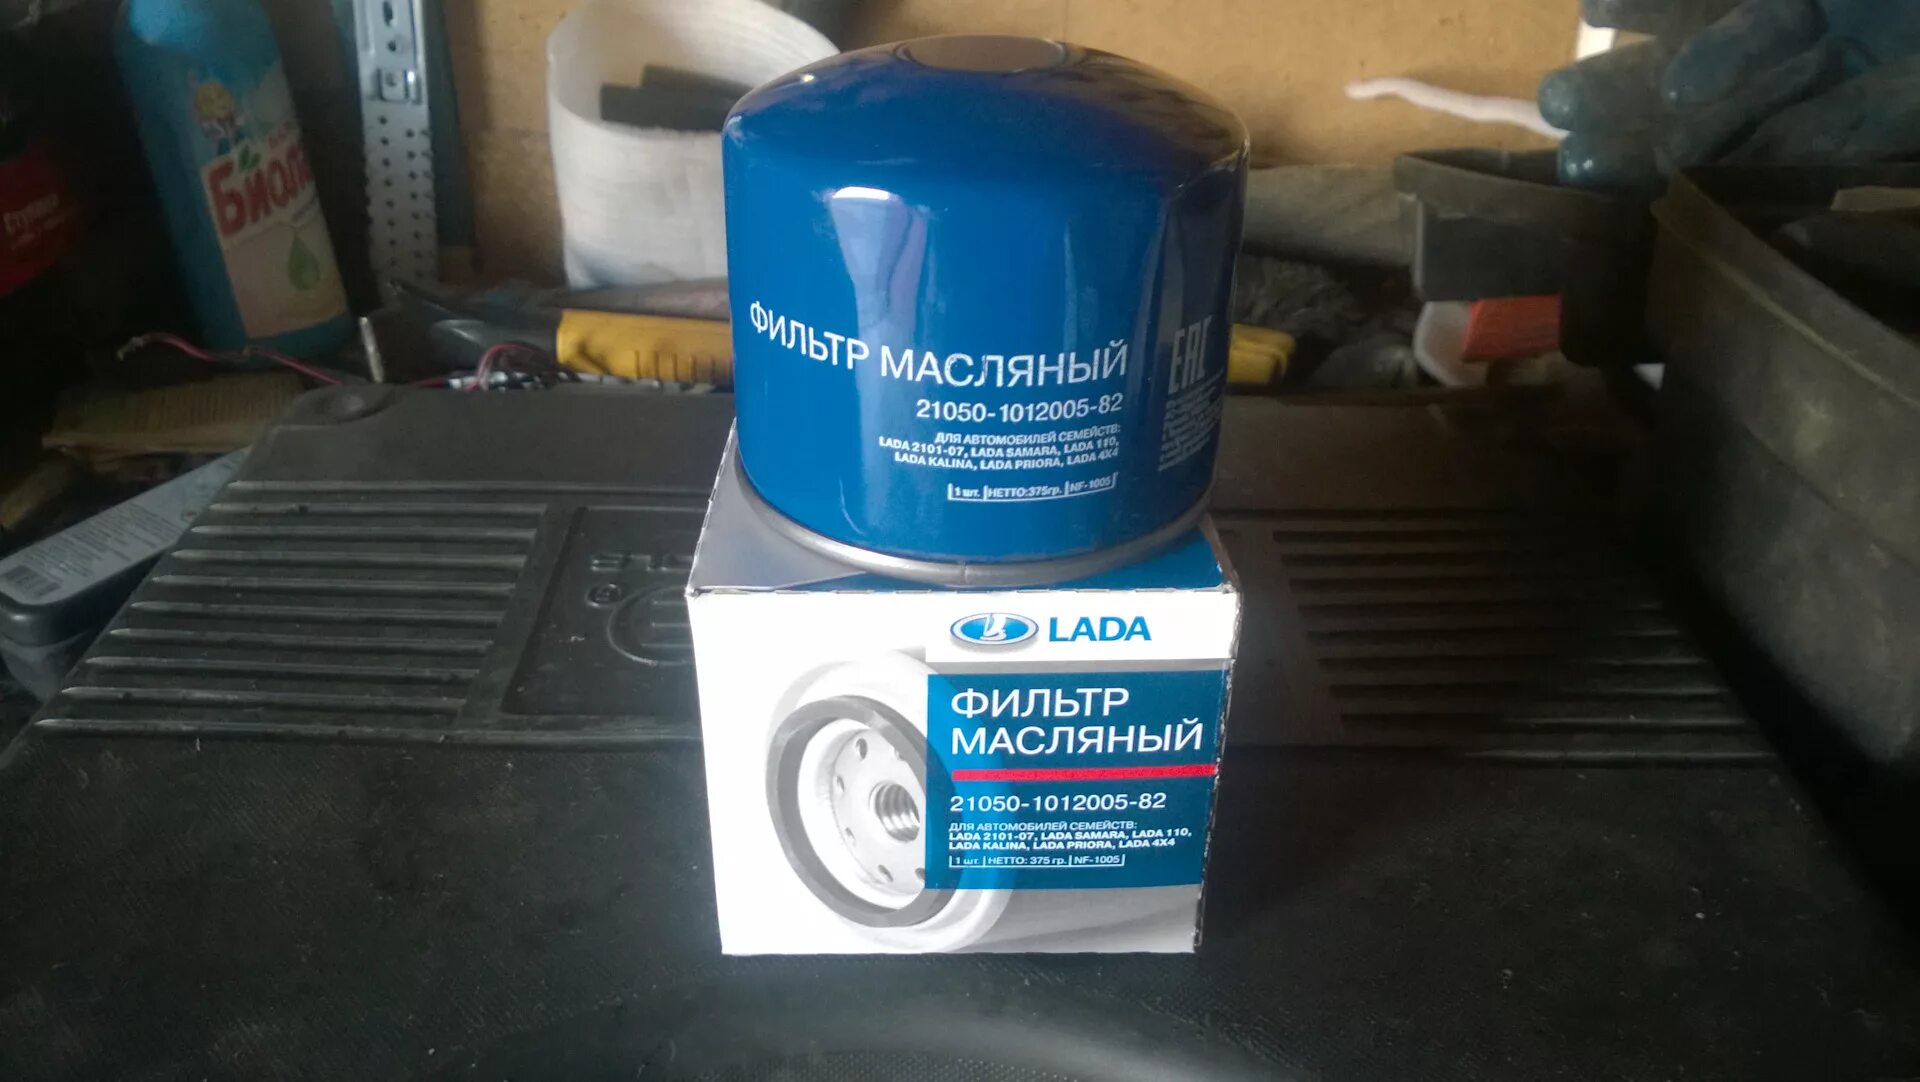 БИОЛА
ФИЛЬТР МАСЛЯНЫЙ
21050-1012005-82
ДЛЯ АВТОМОБИЛЕЙ СЕМЕЙСТВ:
LADA 2101-07, LADA SAMARA, LADA 110,
LADA KALINA, LADA PRIORA, LADA 4X4
1 шт. НЕТТО:375гр. NF-1005
EAC
LADA
ФИЛЬТР
МАСЛЯНЫЙ
21050-1012005-82
ДЛЯ АВТОМОБИЛЕЙ СЕМЕЙСТВ:
LADA 2101-07, LADA SAMARA, LADA 110,
LADA KALINA, LADA PRIORA, LADA 4X4
1 шт. НЕТТО: 375 гр. NF-1005